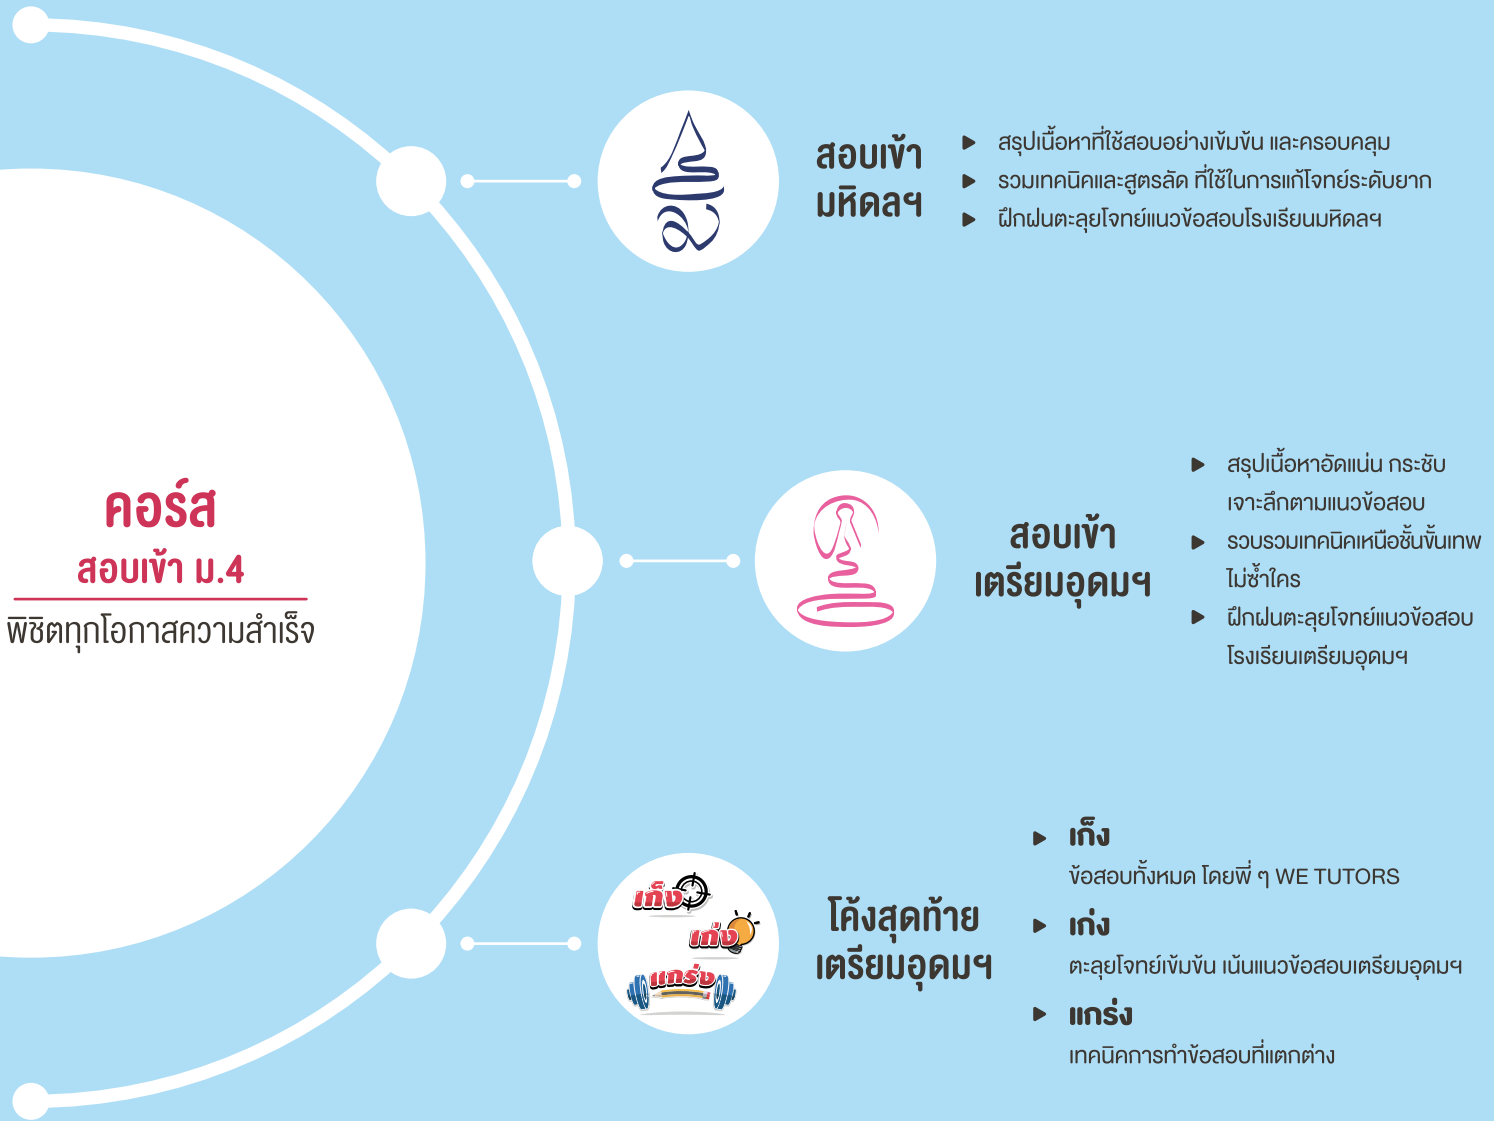 คอร์ส
สอบเข้า ม.4
พิชิตทุกโอกาสความสำเร็จ
สอบเข้า
มหิดลฯ
สรุปเนื้อหาที่ใช้สอบอย่างเข้มข้น และครอบคลุม
รวมเทคนิคและสูตรลัด ที่ใช้ในการแก้โจทย์ระดับยาก
ฝึกฝนตะลุยโจทย์แนวข้อสอบโรงเรียนมหิดลฯ
สอบเข้า
เตรียมอุดมฯ
สรุปเนื้อหาอัดแน่น กระชับ
เจาะลึกตามแนวข้อสอบ
รวบรวมเทคนิคเหนือชั้นขั้นเทพ
ไม่ซ้ำใคร
ฝึกฝนตะลุยโจทย์แนวข้อสอบ
โรงเรียนเตรียมอุดมฯ
เก็ง
เก่ง
แกร่ง
โค้งสุดท้าย
เตรียมอุดมฯ
เก็ง
ข้อสอบทั้งหมด โดยพี่ ๆ WE TUTORS
เก่ง
ตะลุยโจทย์เข้มข้น เน้นแนวข้อสอบเตรียมอุดมฯ
แกร่ง
เทคนิคการทำข้อสอบที่แตกต่าง